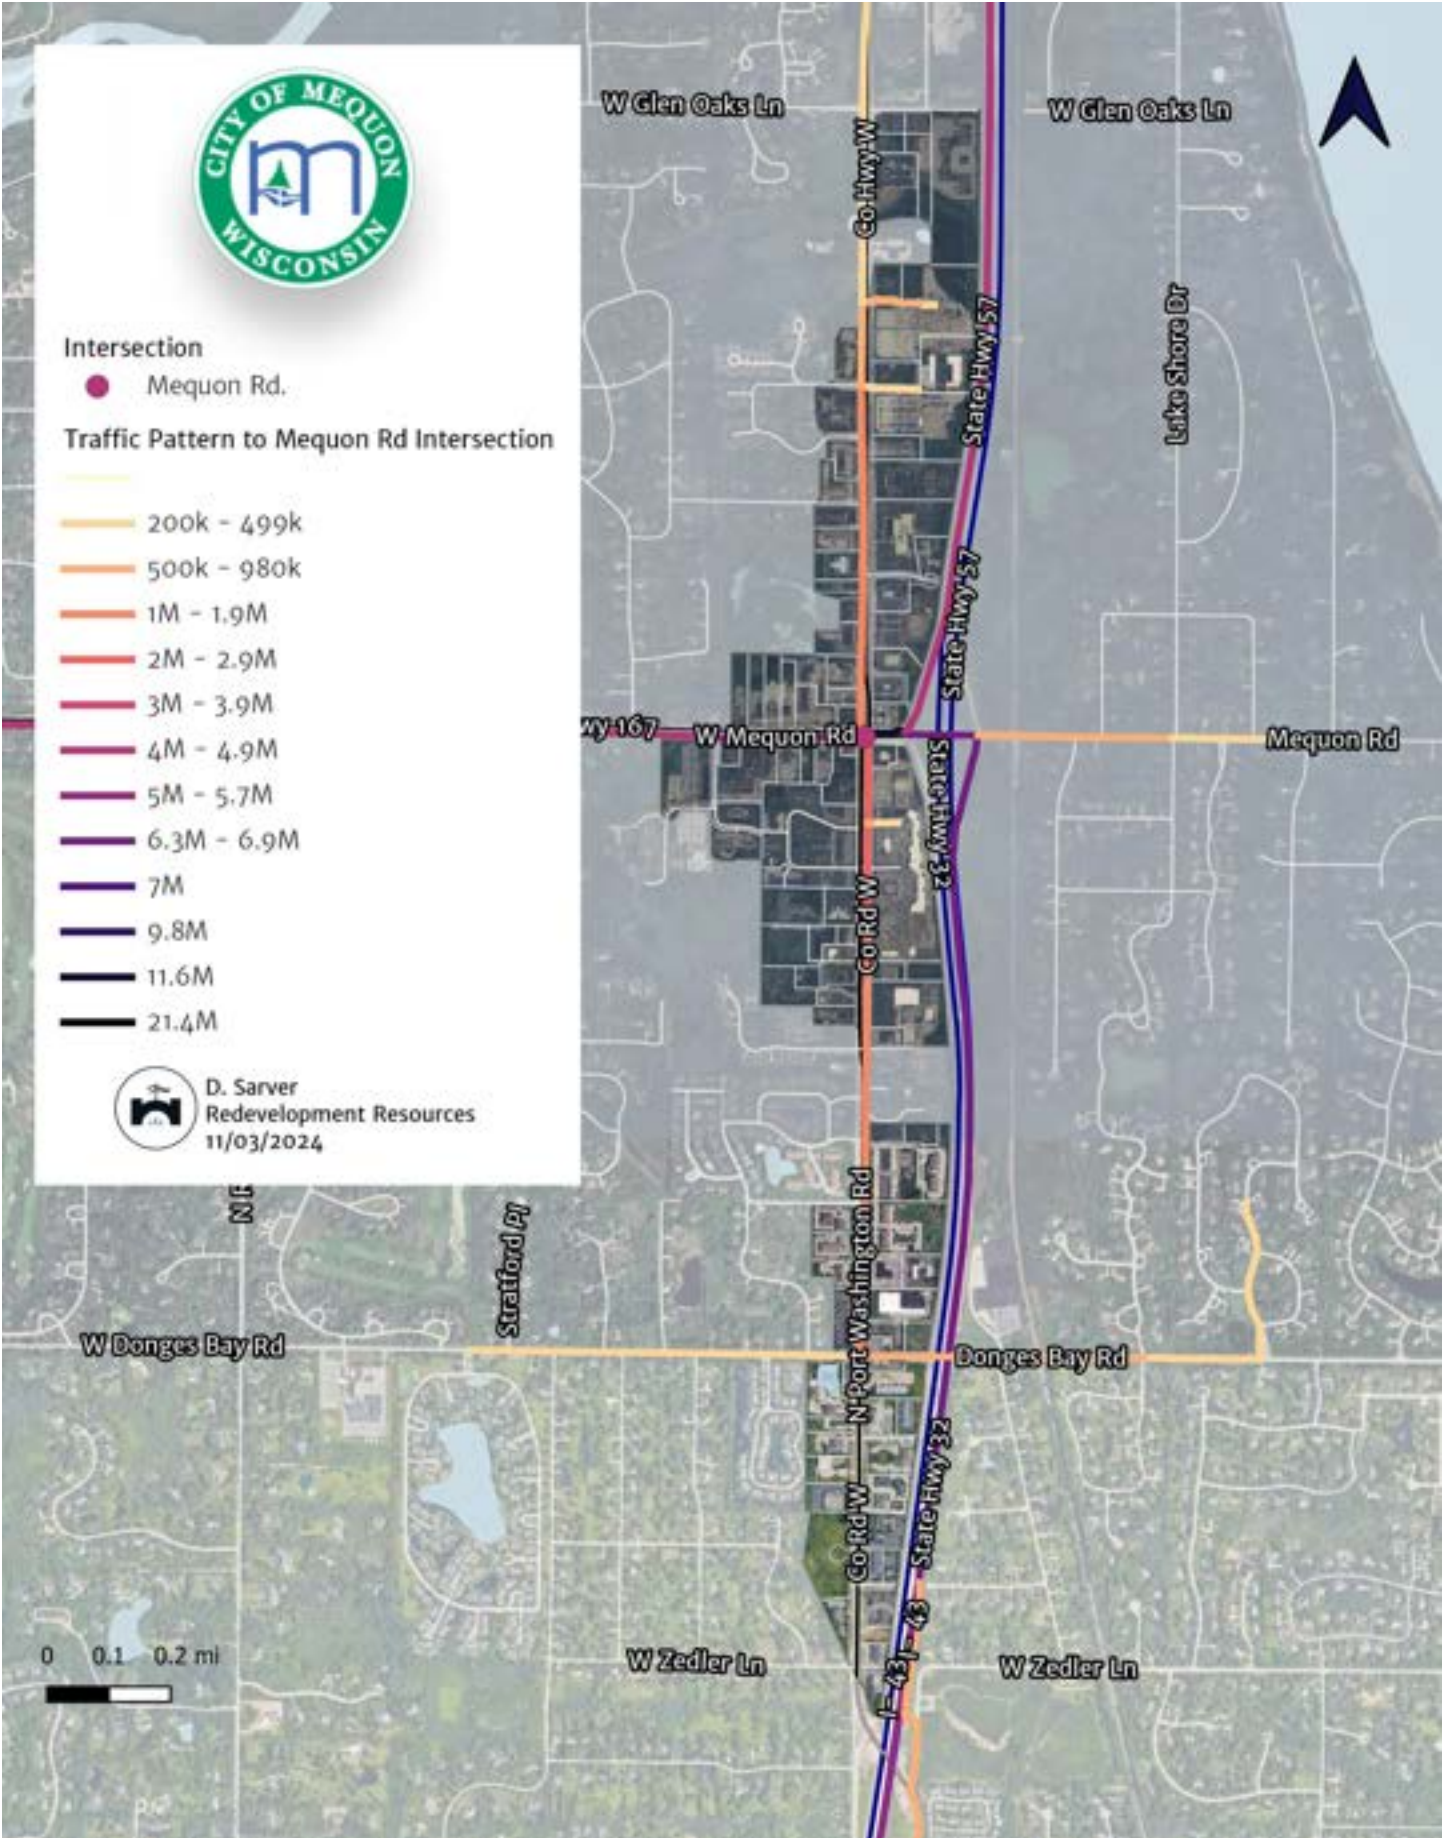 CITY OF MEQUON
WISCONSIN
Intersection
Mequon Rd.
Traffic Pattern to Mequon Rd Intersection
200k - 499k
500k - 980k
1M - 1.9M
2M - 2.9M
3M - 3.9M
4M - 4.9M
5M - 5.7M
6.3M - 6.9M
7M
9.8M
11.6M
21.4M
D. Sarver
Redevelopment Resources
11/03/2024
W Glen Oaks Ln
W Glen Oaks Ln
Co Hwy W
State Hwy 57
Lake Shore Dr
State Hwy 57
wy 167
W Mequon Rd
Mequon Rd
State Hwy 32
Co Rd W
N Port Washington Rd
Stratford Pl
W Donges Bay Rd
Donges Bay Rd
State Hwy 32
Co Rd W
I- 43
I- 43
W Zedler Ln
W Zedler Ln
0 0.1 0.2 mi